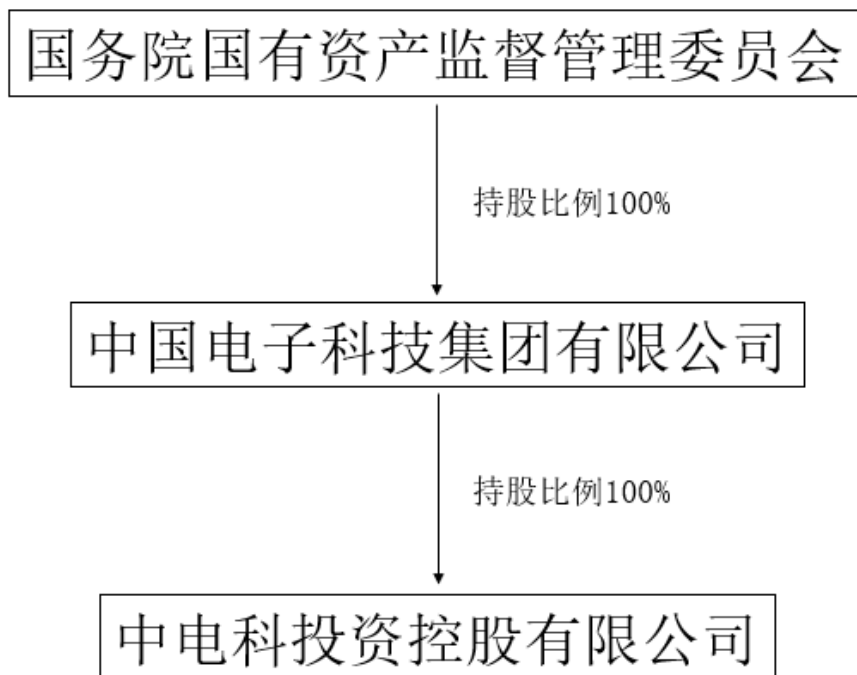 国务院国有资产监督管理委员会
持股比例100%
中国电子科技集团有限公司
持股比例100%
中电科投资控股有限公司